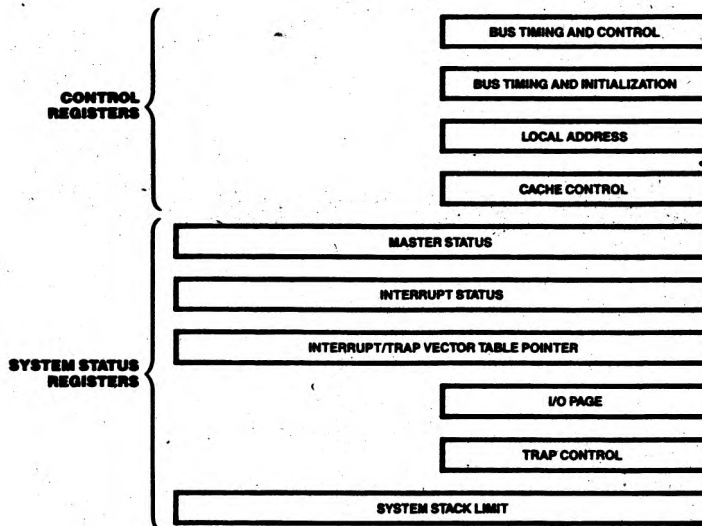 CONTROL
REGISTERS
BUS TIMING AND CONTROL
BUS TIMING AND INITIALIZATION
LOCAL ADDRESS
CACHE CONTROL
SYSTEM STATUS
REGISTERS
MASTER STATUS
INTERRUPT STATUS
INTERRUPT/TRAP VECTOR TABLE POINTER
I/O PAGE
TRAP CONTROL
SYSTEM STACK LIMIT